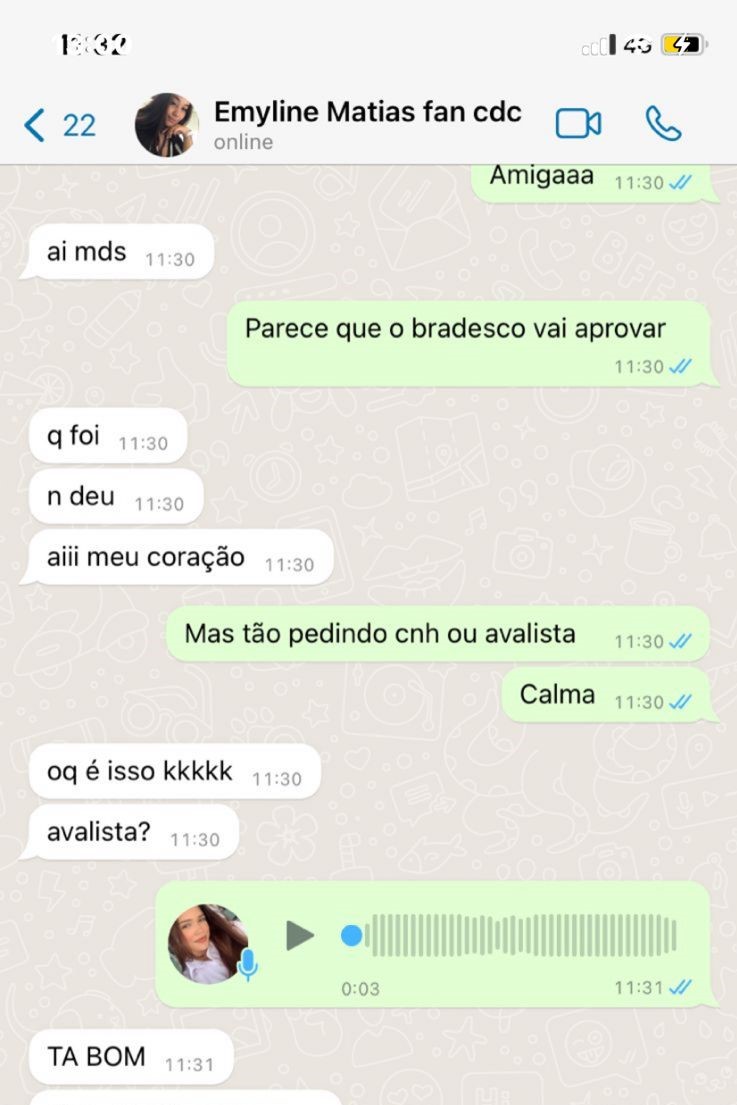 4G
22
Emyline Matias fan cdc
online
Amigaaa 11:30
ai mds 11:30
Parece que o bradesco vai aprovar
11:30
q foi 11:30
n deu 11:30
aiii meu coração 11:30
Mas tão pedindo cnh ou avalista 11:30
Calma 11:30
oq é isso kkkkk 11:30
avalista? 11:30
0:03 11:31
TA BOM 11:31